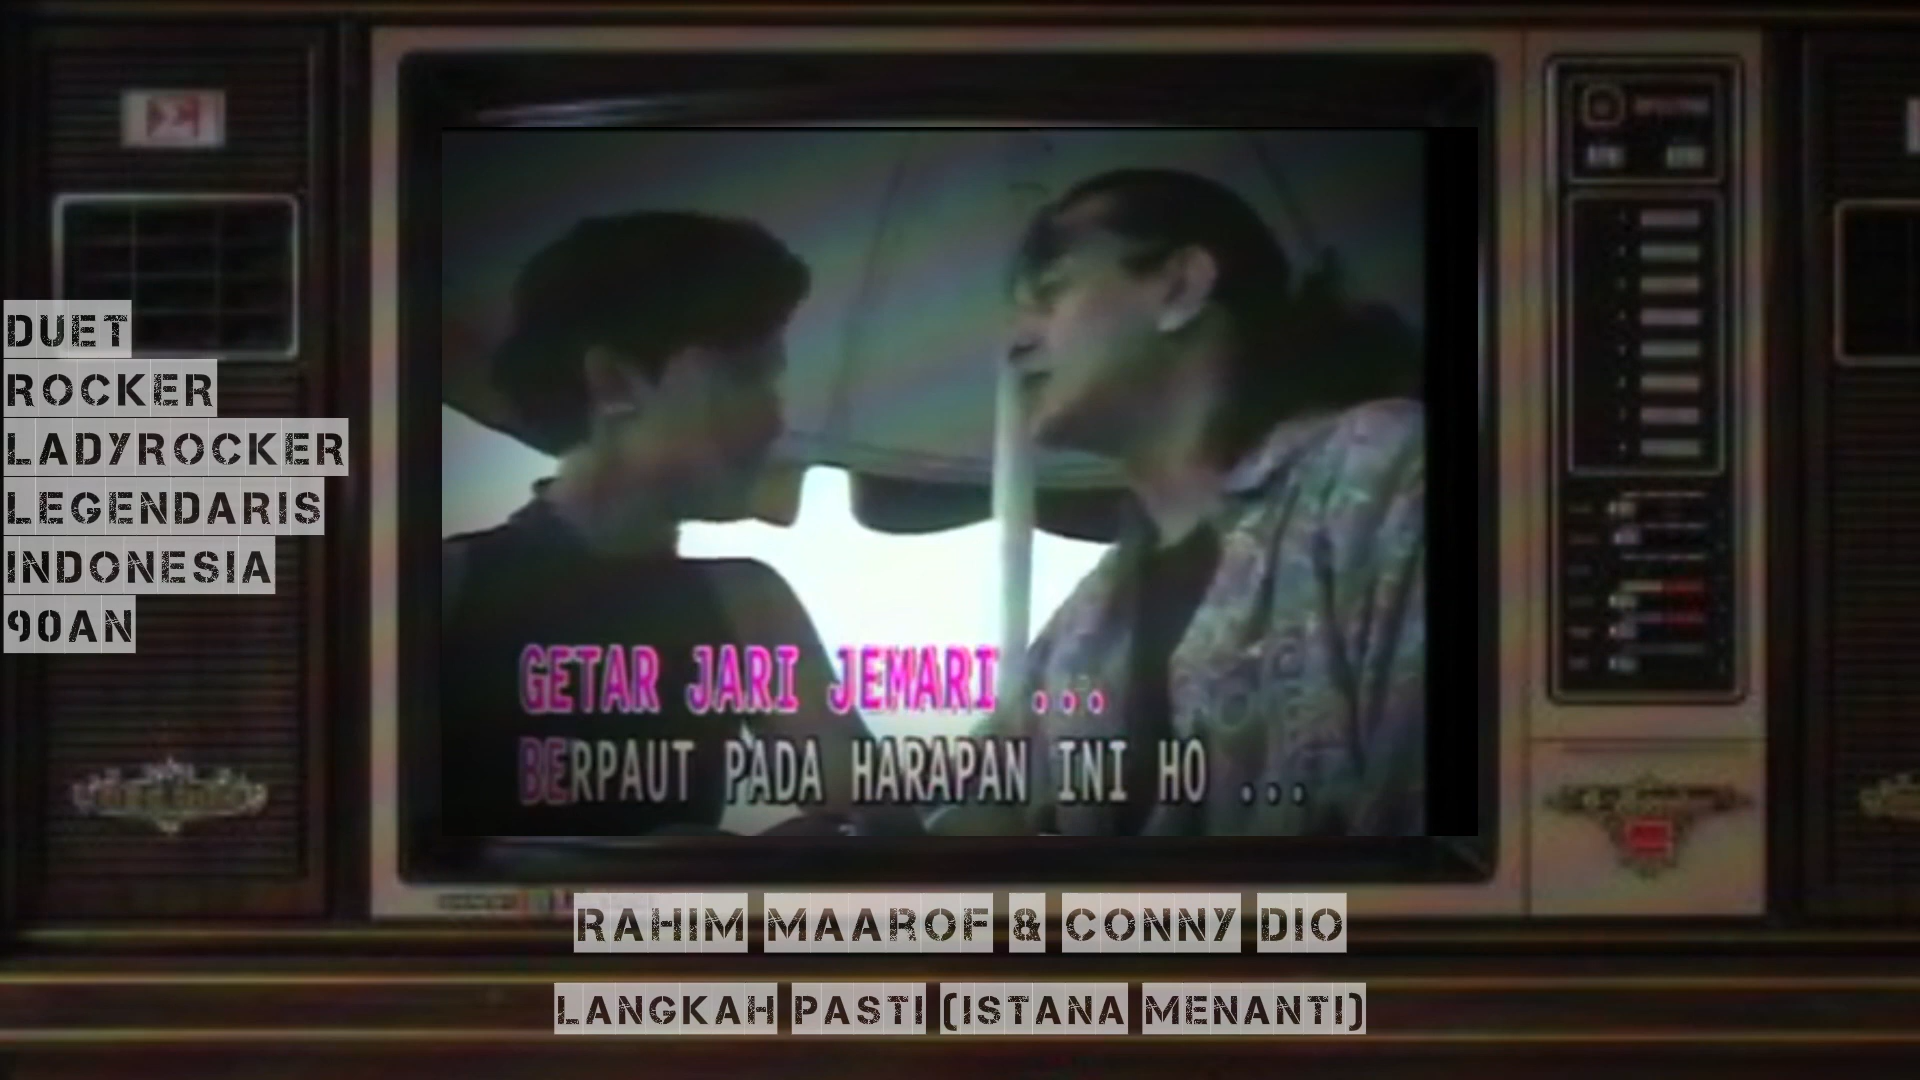 DUET
ROCKER
LADYROCKER
LEGENDARIS
INDONESIA
90AN
GETAR JARI JEMARI ...
BERPAUT PADA HARAPAN INI HO ...
RAHIM MAAROF & CONNY DIO
LANGKAH PASTI (ISTANA MENANTI)